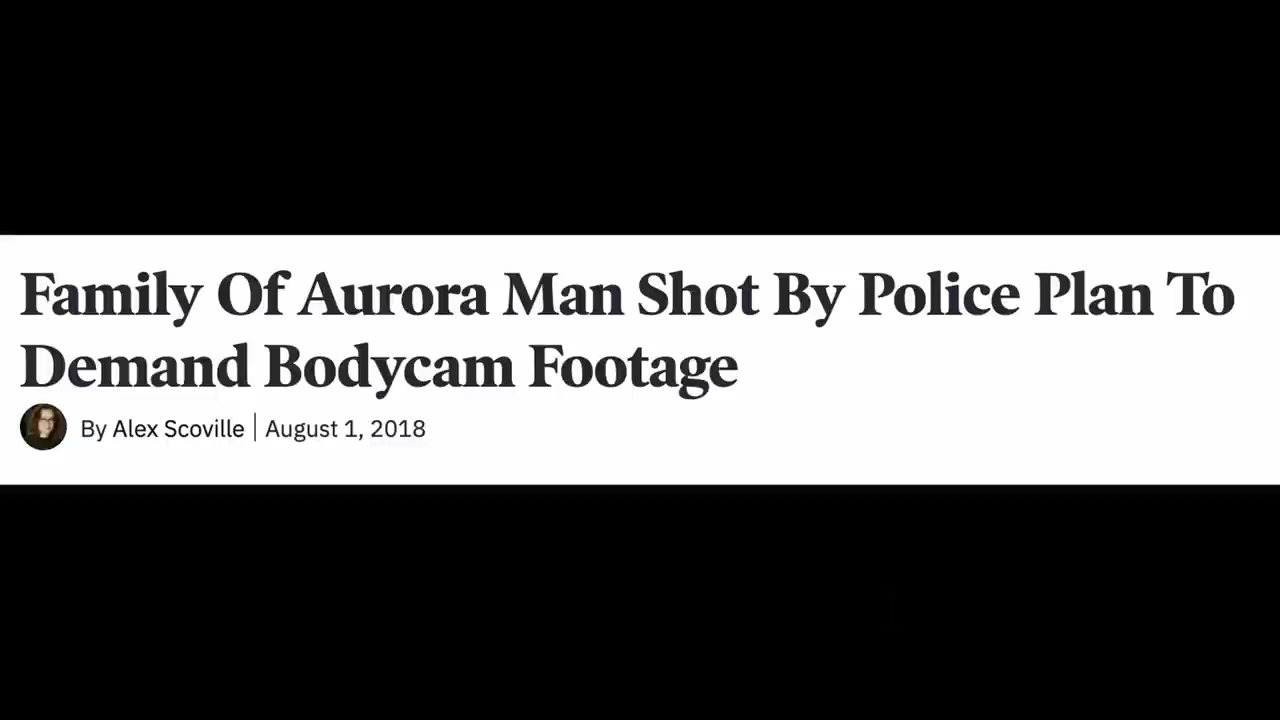 Family Of Aurora Man Shot By Police Plan To
Demand Bodycam Footage
By Alex Scoville | August 1, 2018